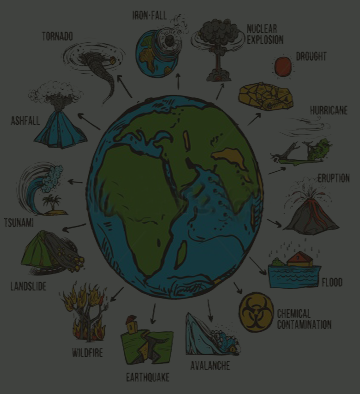 IRON-FALL
NUCLEAR
EXPLOSION
TORNADO
DROUGHT
HURRICANE
ASHFALL
ERUPTION
TSUNAMI
FLOOD
LANDSLIDE
CHEMICAL
CONTAMINATION
WILDFIRE
AVALANCHE
EARTHQUAKE